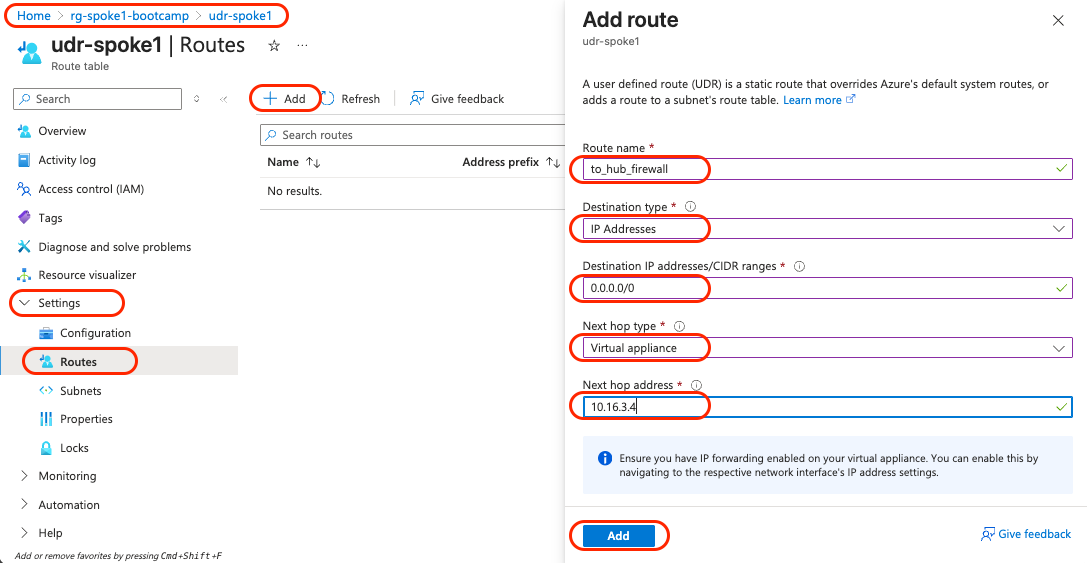 Home > rg-spoke1-bootcamp > udr-spoke1
udr-spoke1 | Routes
Route table
Search
Overview
Activity log
Access control (IAM)
Tags
Diagnose and solve problems
Resource visualizer
Settings
Configuration
Routes
Subnets
Properties
Locks
Monitoring
Automation
Help
Add or remove favorites by pressing Cmd+Shift+F
Add Refresh Give feedback
Search routes
Name Address prefix
No results.
Add route
udr-spoke1
A user defined route (UDR) is a static route that overrides Azure's default system routes, or
adds a route to a subnet's route table. Learn more
Route name *
to_hub_firewall
Destination type *
IP Addresses
Destination IP addresses/CIDR ranges *
0.0.0.0/0
Next hop type *
Virtual appliance
Next hop address *
10.16.3.4
Ensure you have IP forwarding enabled on your virtual appliance. You can enable this by
navigating to the respective network interface's IP address settings.
Add
Give feedback